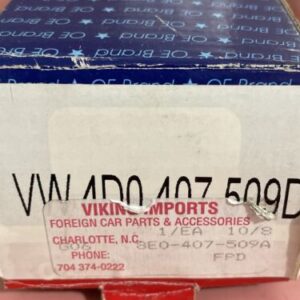 OE Brand ★ OE Brand
VW 4D0 407 509D
VIKING IMPORTS
FOREIGN CAR PARTS & ACCESSORIES
1/EA 10/8
CHARLOTTE, N.C.
8E0-407-509A
PHONE:
FPD
704 374-0222